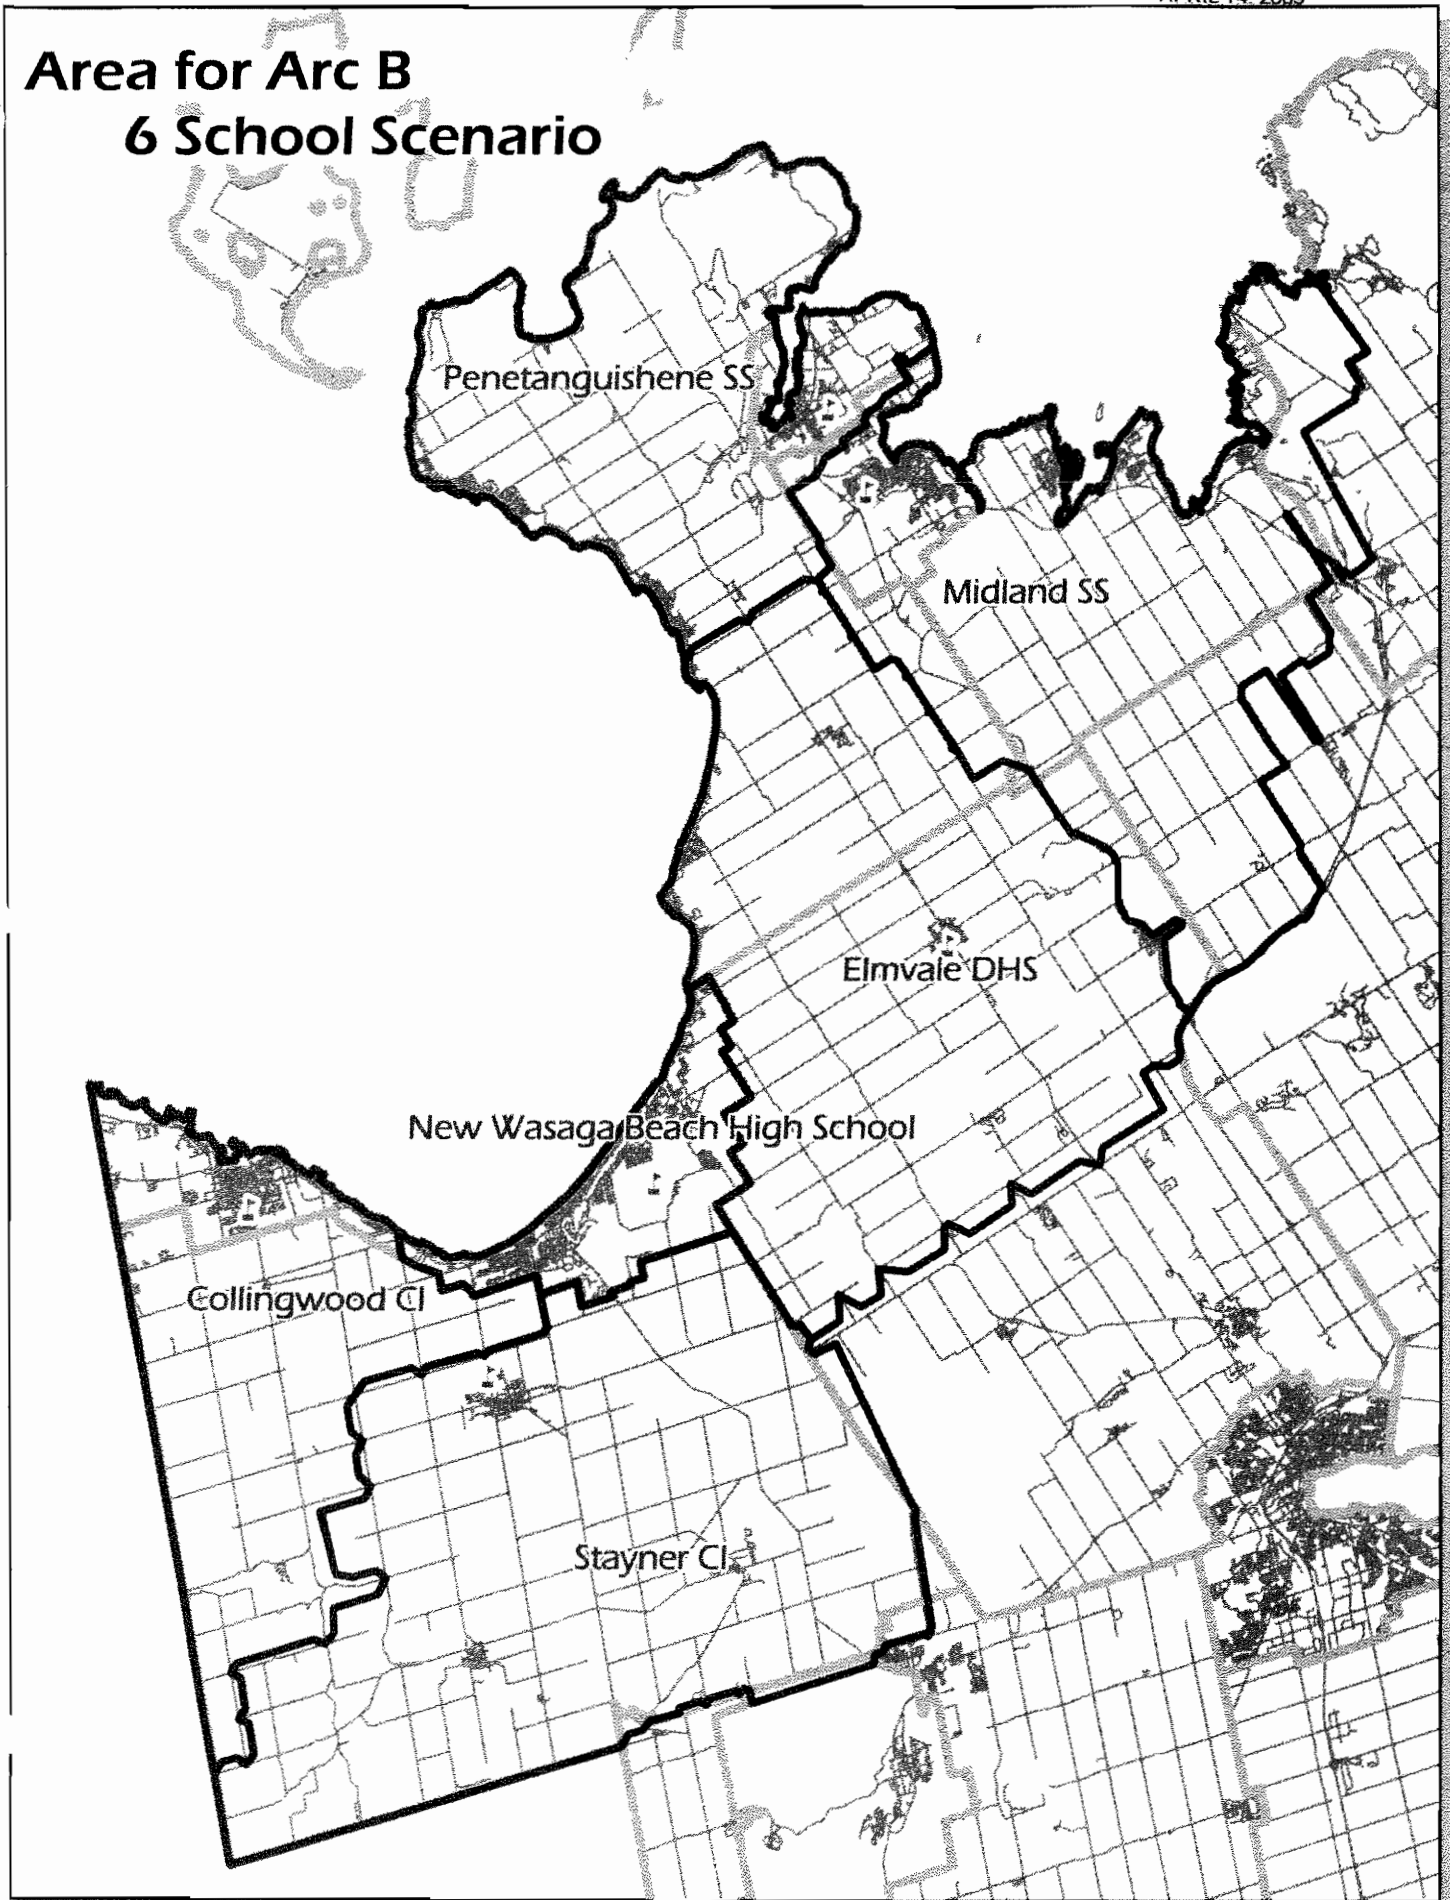 Area for Arc B
6 School Scenario
Penetanguishene SS
Midland SS
Elmvale DHS
New Wasaga Beach High School
Collingwood CI
Stayner CI